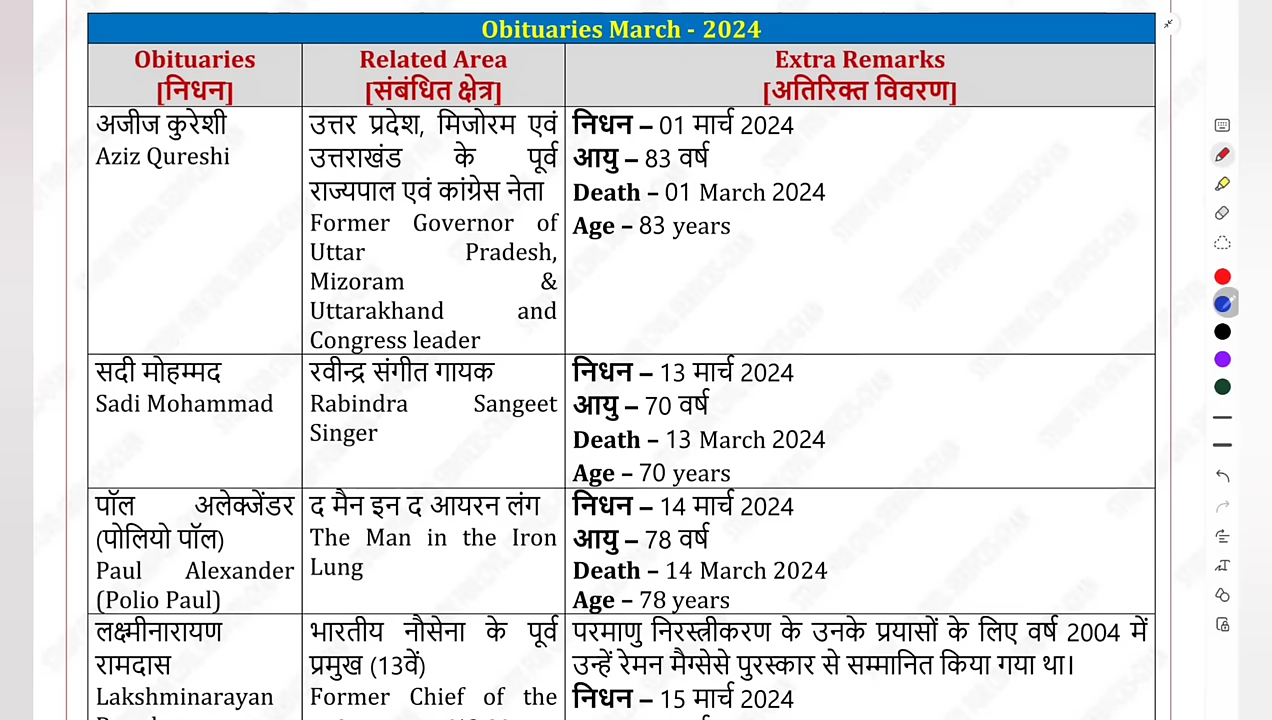 Obituaries March - 2024
Obituaries
[निधन]
Related Area
[संबंधित क्षेत्र]
Extra Remarks
[अतिरिक्त विवरण]
अजीज कुरेशी
Aziz Qureshi
उत्तर प्रदेश, मिजोरम एवं
उत्तराखंड के पूर्व
राज्यपाल एवं कांग्रेस नेता
Former Governor of
Uttar Pradesh,
Mizoram &
Uttarakhand and
Congress leader
निधन – 01 मार्च 2024
आयु – 83 वर्ष
Death – 01 March 2024
Age – 83 years
सदी मोहम्मद
Sadi Mohammad
रवीन्द्र संगीत गायक
Rabindra Sangeet
Singer
निधन – 13 मार्च 2024
आयु – 70 वर्ष
Death – 13 March 2024
Age – 70 years
पॉल अलेक्जेंडर
(पोलियो पॉल)
Paul Alexander
(Polio Paul)
द मैन इन द आयरन लंग
The Man in the Iron
Lung
निधन – 14 मार्च 2024
आयु – 78 वर्ष
Death – 14 March 2024
Age – 78 years
लक्ष्मीनारायण
रामदास
Lakshminarayan
भारतीय नौसेना के पूर्व
प्रमुख (13वें)
Former Chief of the
परमाणु निरस्त्रीकरण के उनके प्रयासों के लिए वर्ष 2004 में
उन्हें रेमन मैग्सेसे पुरस्कार से सम्मानित किया गया था।
निधन – 15 मार्च 2024